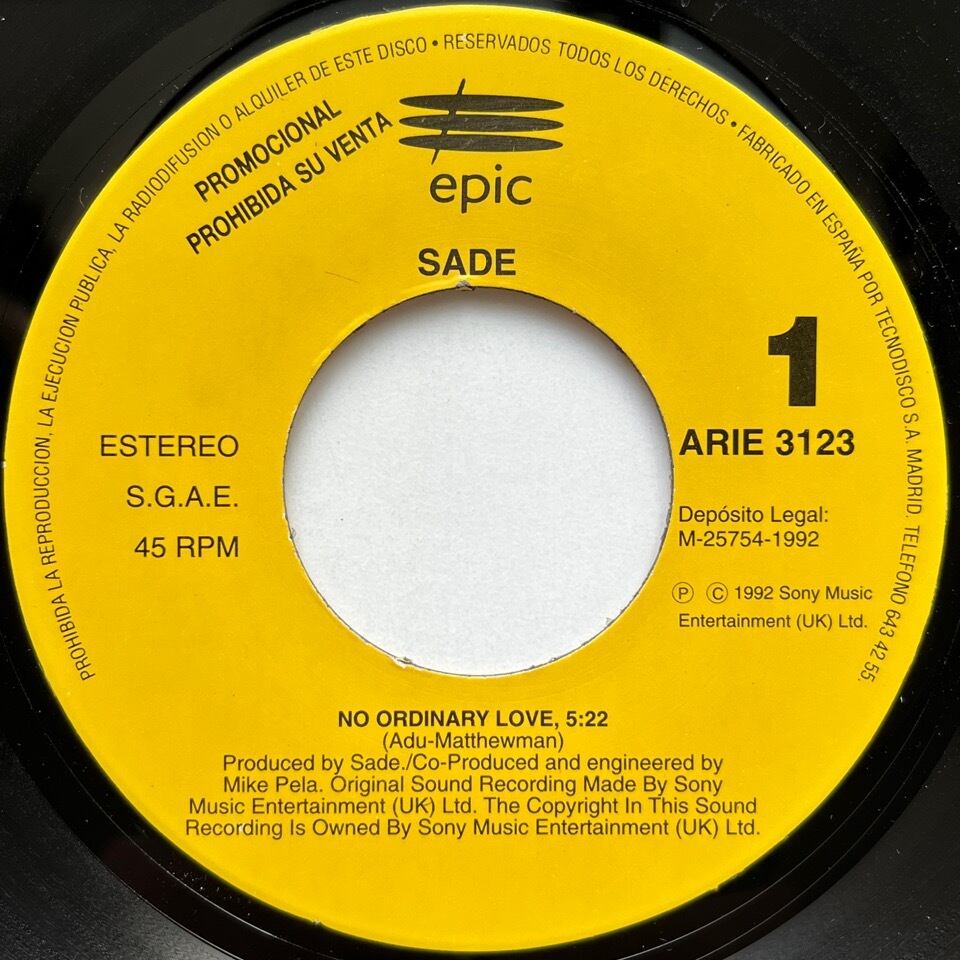 PROHIBIDA LA REPRODUCCION, LA EJECUCION PUBLICA, LA RADIODIFUSION O ALQUILER DE ESTE DISCO • RESERVADOS TODOS LOS DERECHOS • FABRICADO EN ESPAÑA POR TECNODISCO S.A. MADRID. TELEFONO 643 42 55.
PROMOCIONAL
PROHIBIDA SU VENTA
epic
SADE
1
ESTEREO
S.G.A.E.
45 RPM
ARIE 3123
Depósito Legal:
M-25754-1992
Ⓟ Ⓒ 1992 Sony Music
Entertainment (UK) Ltd.
NO ORDINARY LOVE, 5:22
(Adu-Matthewman)
Produced by Sade./Co-Produced and engineered by
Mike Pela. Original Sound Recording Made By Sony
Music Entertainment (UK) Ltd. The Copyright In This Sound
Recording Is Owned By Sony Music Entertainment (UK) Ltd.